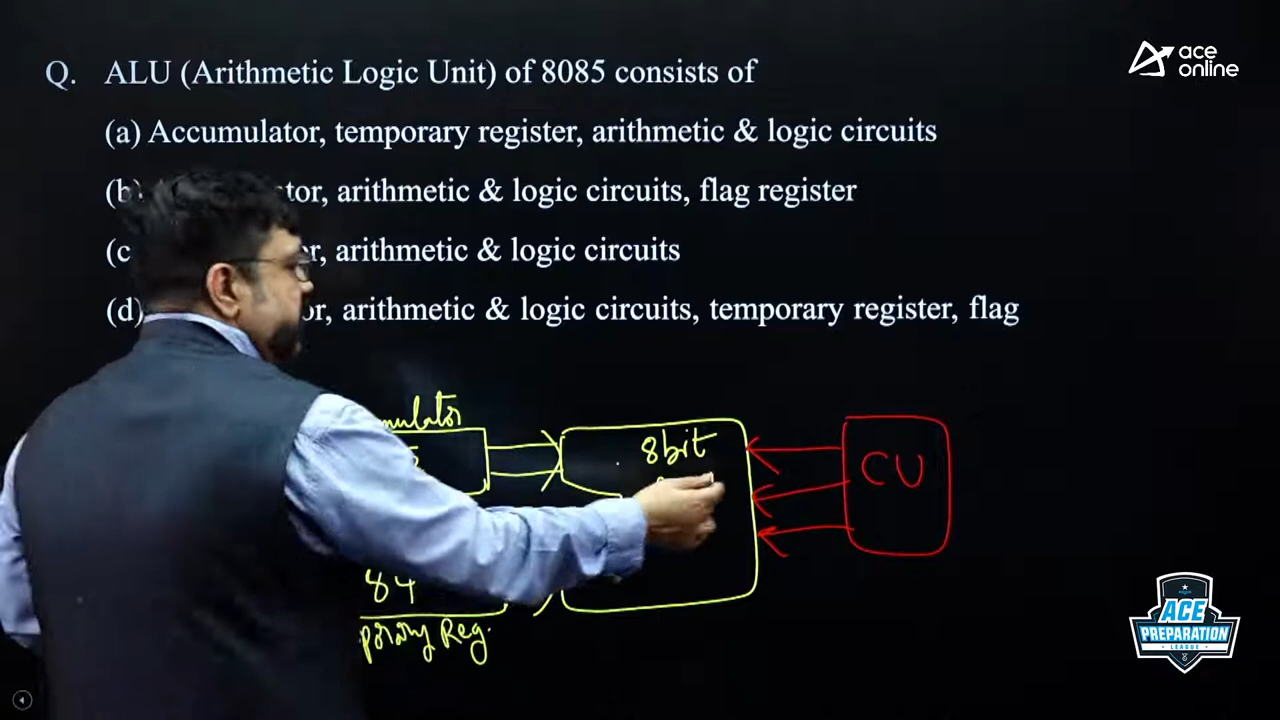 Q. ALU (Arithmetic Logic Unit) of 8085 consists of
ace
online
(a) Accumulator, temporary register, arithmetic & logic circuits
(b) arithmetic & logic circuits, flag register
(c arithmetic & logic circuits
(d) arithmetic & logic circuits, temporary register, flag
mulator
8bit
CU
84
porary Reg.
ACE
PREPARATION
LEAGUE